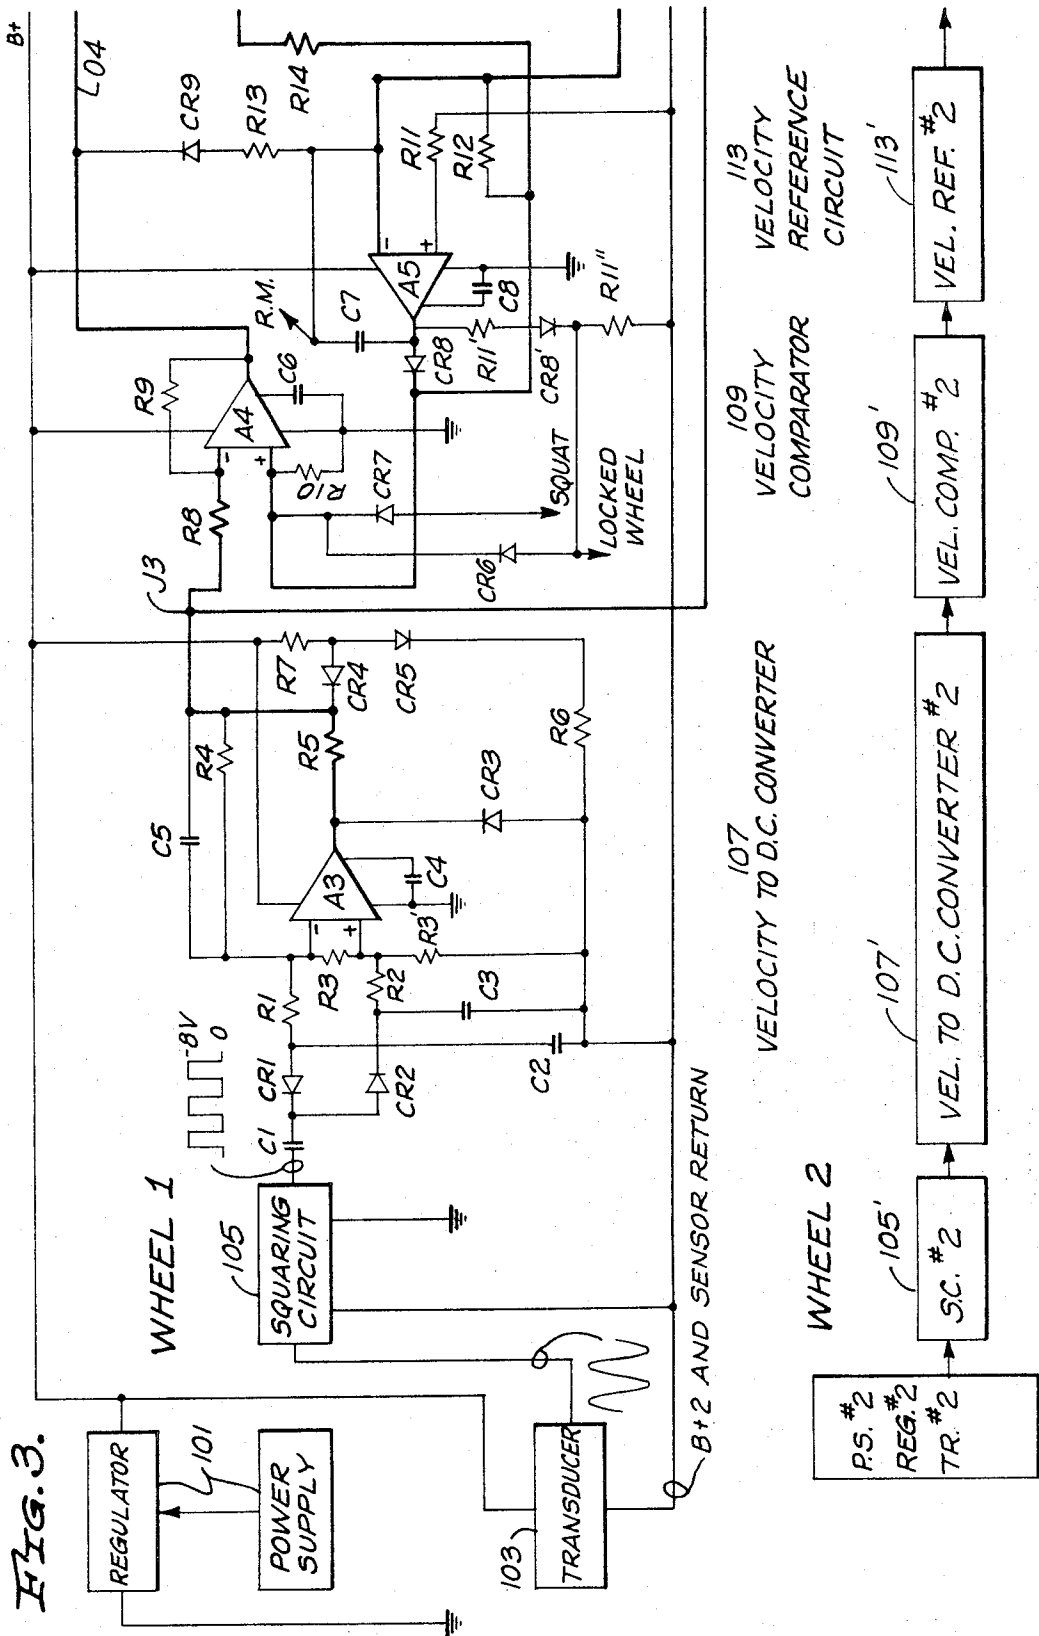 FIG.3.
REGULATOR
101
POWER
SUPPLY
103
TRANSDUCER
B+2 AND SENSOR RETURN
WHEEL 1
105
SQUARING
CIRCUIT
-8V
0
C1
CR1
CR2
R1
C2
C3
R2
R3
R3'
A3
-
+
C4
C5
R4
R5
CR3
R6
R7
CR4
CR5
J3
R8
R9
A4
-
+
R10
C6
CR6
CR7
SQUAT
LOCKED
WHEEL
R.M.
C7
CR8
R11'
CR8'
R11"
A5
-
+
C8
R11
R12
R13
CR9
R14
L04
B+
107
VELOCITY TO D.C. CONVERTER
109
VELOCITY
COMPARATOR
113
VELOCITY
REFERENCE
CIRCUIT
WHEEL 2
P.S. #2
REG. #2
TR. #2
105'
S.C. #2
107'
VEL. TO D.C. CONVERTER #2
109'
VEL. COMP. #2
113'
VEL. REF. #2